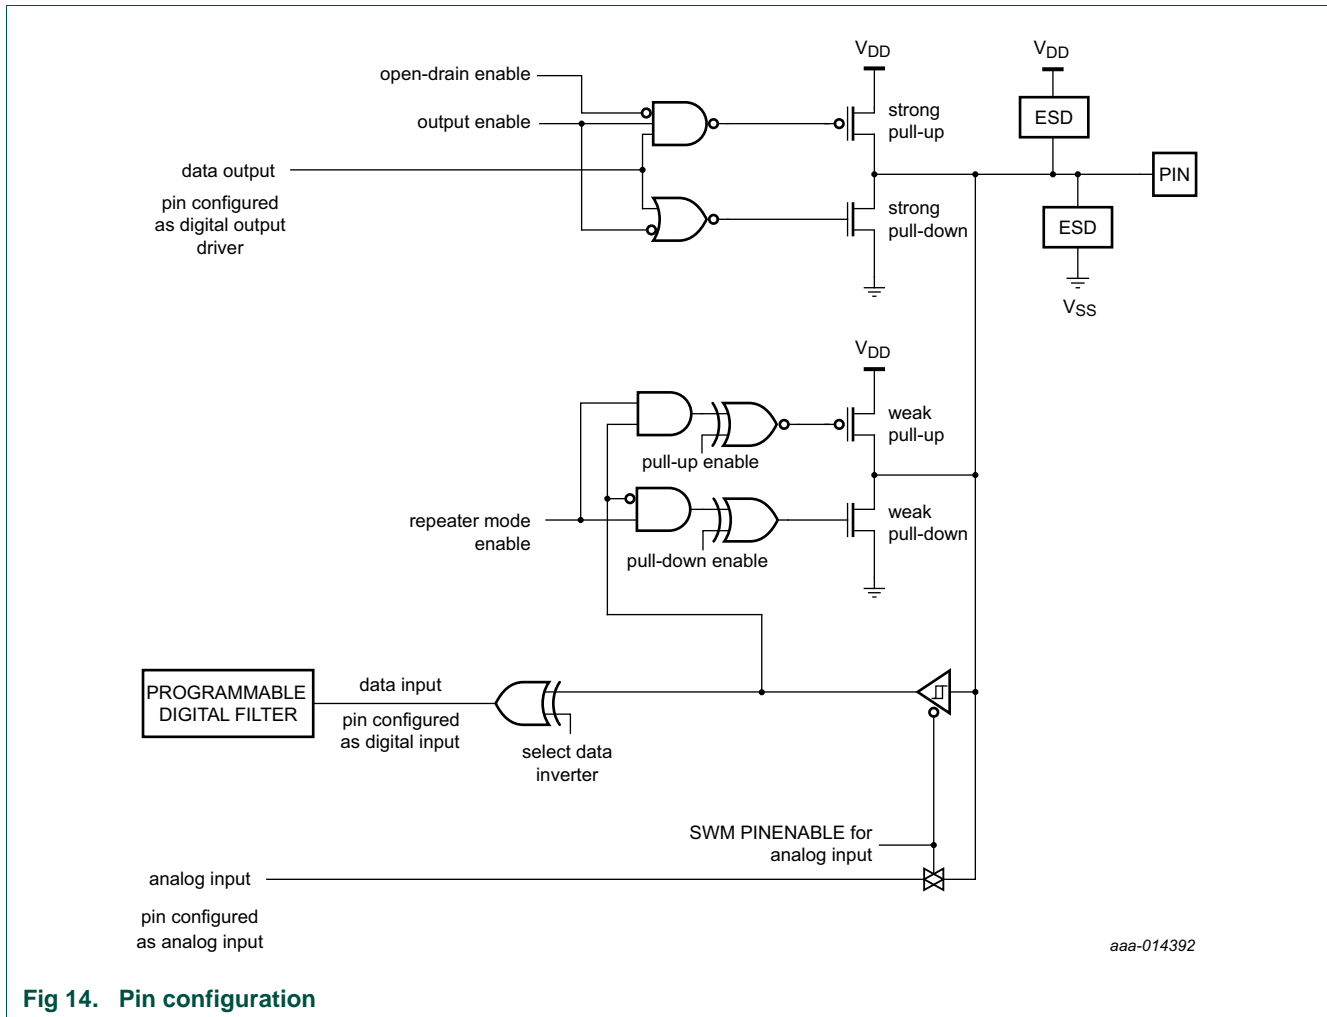 VDD
VDD
open-drain enable
strong
pull-up
ESD
output enable
data output
PIN
pin configured
as digital output
driver
strong
pull-down
ESD
VSS
VDD
weak
pull-up
pull-up enable
repeater mode
enable
weak
pull-down
pull-down enable
PROGRAMMABLE
DIGITAL FILTER
data input
pin configured
as digital input
select data
inverter
SWM PINENABLE for
analog input
analog input
pin configured
as analog input
aaa-014392
Fig 14. Pin configuration